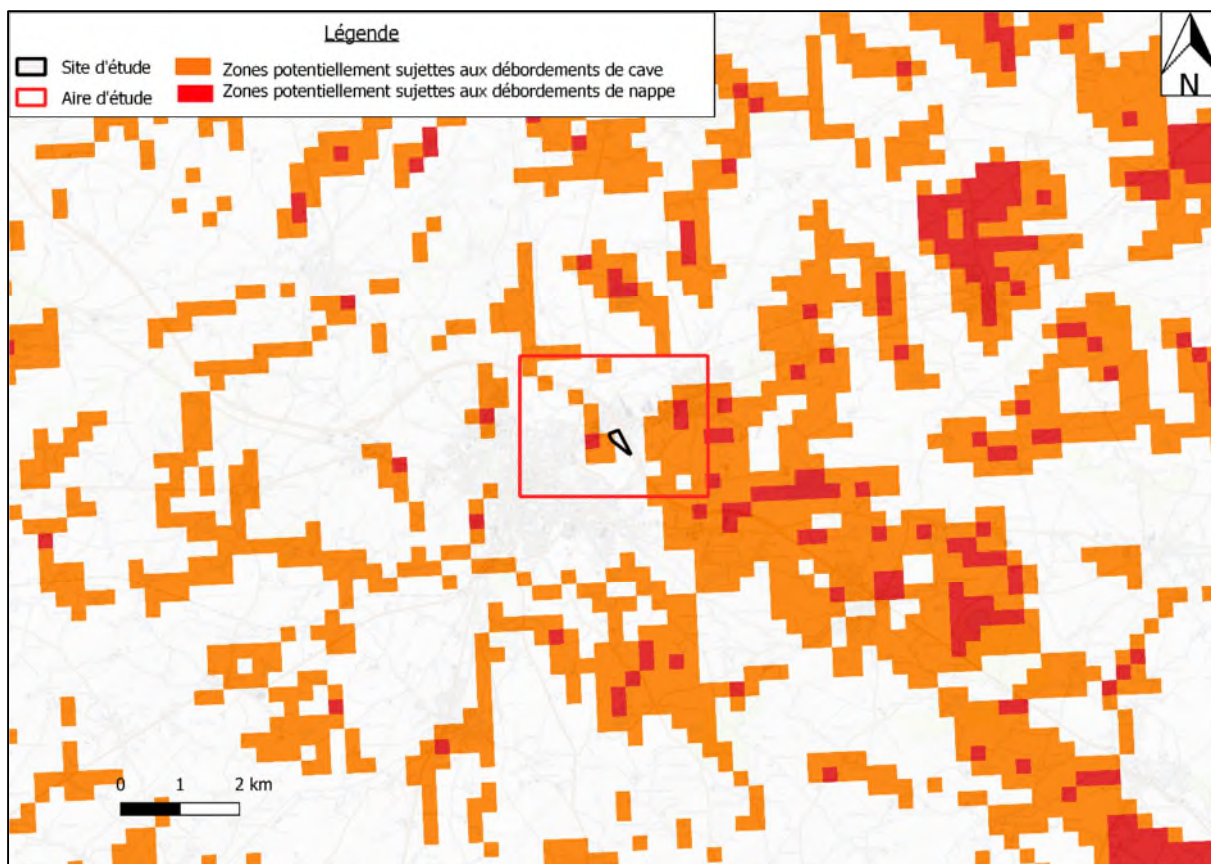 Légende
Site d'étude
Zones potentiellement sujettes aux débordements de cave
Aire d'étude
Zones potentiellement sujettes aux débordements de nappe
N
0 1 2 km